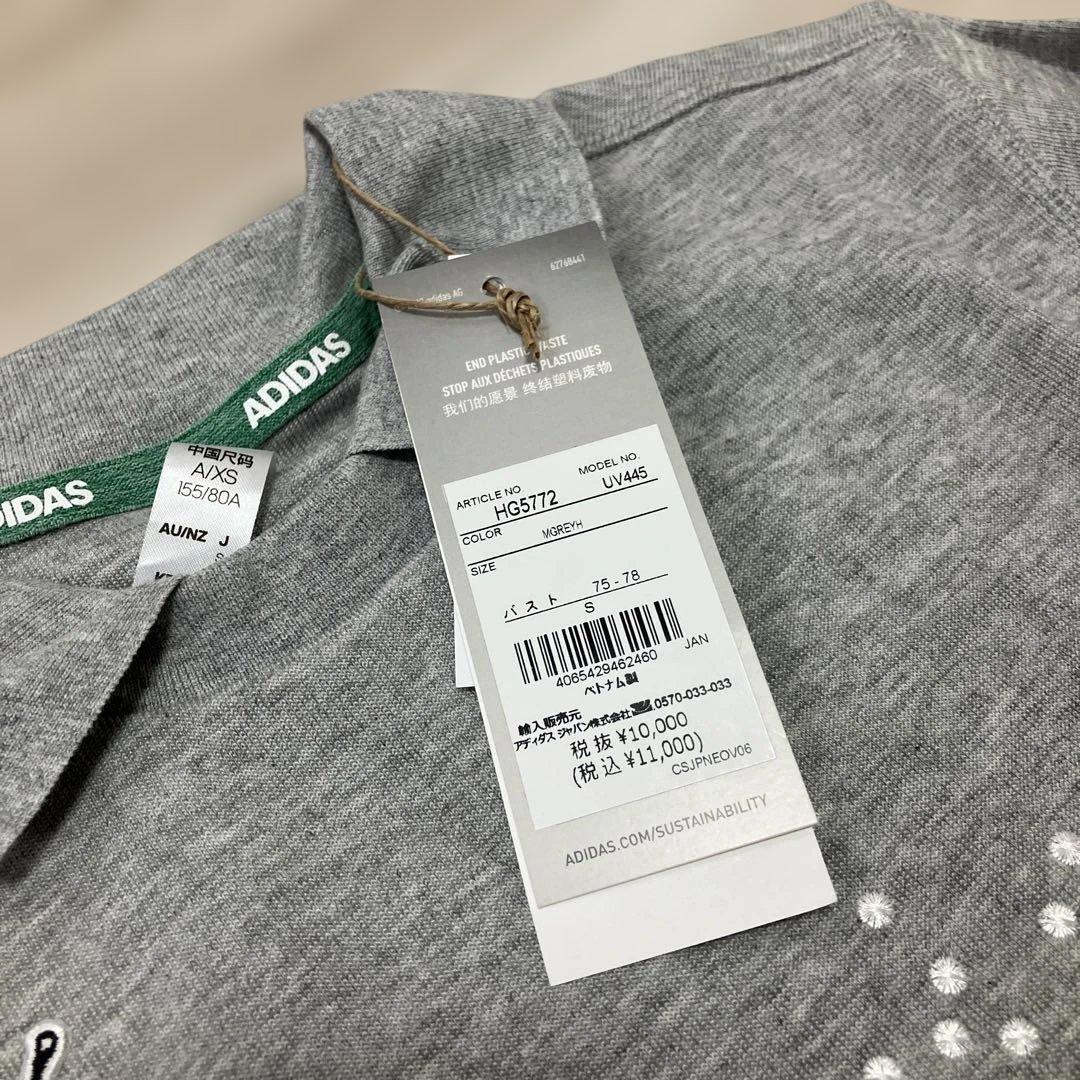 62768441
adidas AG
END PLASTIC WASTE
STOP AUX DÉCHETS PLASTIQUES
我们的愿景 终结塑料废物
ADIDAS
DIDAS
中国尺码
A/XS
155/80A
AU/NZ J
ARTICLE NO. MODEL NO.
HG5772 UV445
COLOR MGREYH
SIZE
バスト 75-78
S
JAN
4065429462460
ベトナム製
輸入販売元
アディダス ジャパン株式会社 .0570-033-033
税抜 ¥10,000
(税込 ¥11,000)
CSJPNEOV06
ADIDAS.COM/SUSTAINABILITY